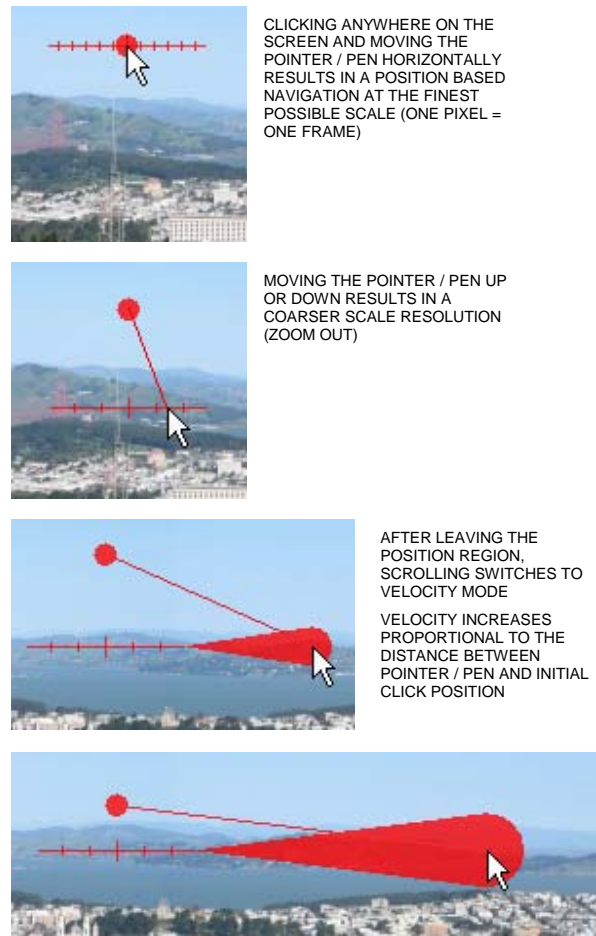 CLICKING ANYWHERE ON THE
SCREEN AND MOVING THE
POINTER / PEN HORIZONTALLY
RESULTS IN A POSITION BASED
NAVIGATION AT THE FINEST
POSSIBLE SCALE (ONE PIXEL =
ONE FRAME)
MOVING THE POINTER / PEN UP
OR DOWN RESULTS IN A
COARSER SCALE RESOLUTION
(ZOOM OUT)
AFTER LEAVING THE
POSITION REGION,
SCROLLING SWITCHES TO
VELOCITY MODE
VELOCITY INCREASES
PROPORTIONAL TO THE
DISTANCE BETWEEN
POINTER / PEN AND INITIAL
CLICK POSITION